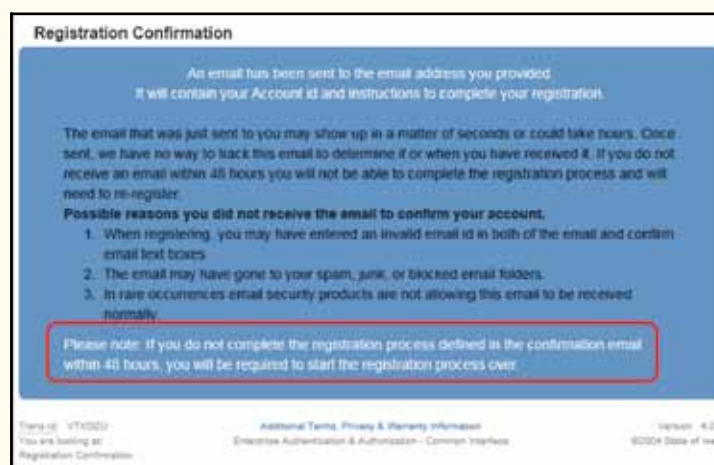 Registration Confirmation
An email has been sent to the email address you provided
It will contain your Account id and instructions to complete your registration.
The email that was just sent to you may show up in a matter of seconds or could take hours. Once
sent, we have no way to track this email to determine if or when you have received it. If you do not
receive an email within 48 hours you will not be able to complete the registration process and will
need to re-register.
Possible reasons you did not receive the email to confirm your account.
1. When registering, you may have entered an invalid email id in both of the email and confirm
email text boxes
2. The email may have gone to your spam, junk, or blocked email folders.
3. In rare occurrences email security products are not allowing this email to be received
normally.
Please note: If you do not complete the registration process defined in the confirmation email
within 48 hours, you will be required to start the registration process over.
Trans id:
You are looking at:
Registration Confirmation
Additional Terms, Privacy & Warranty Information
Enterprise Authentication & Authorization - Common Interface
Version
©2004 State of